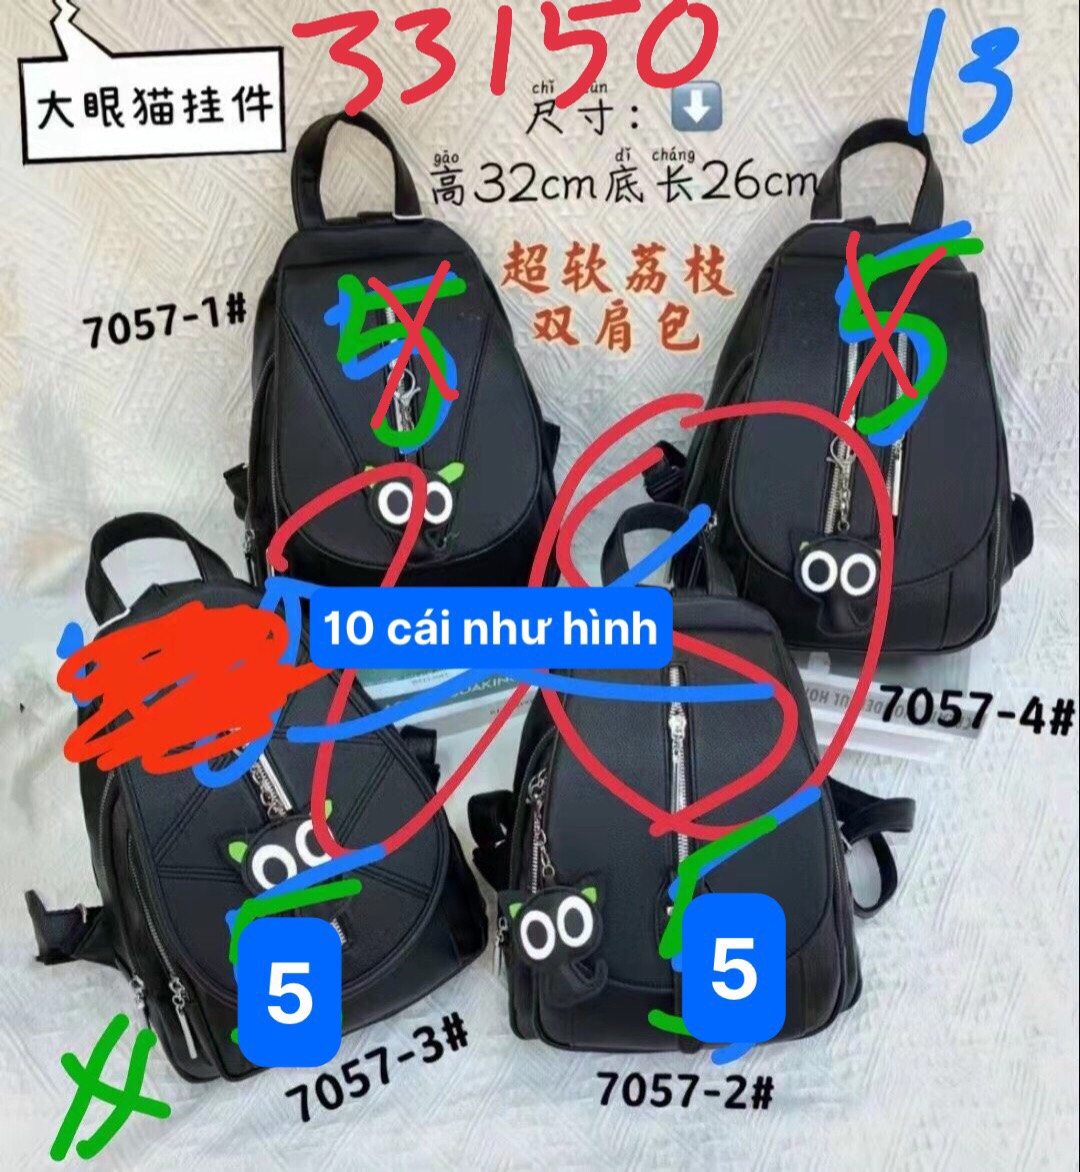 33150
13
大眼猫挂件
chǐ cùn
尺寸：
gāo dǐ cháng
高32cm底长26cm
超软荔枝
双肩包
7057-1#
5
5
28
10 cái như hình
7057-4#
5
5
7057-3#
7057-2#